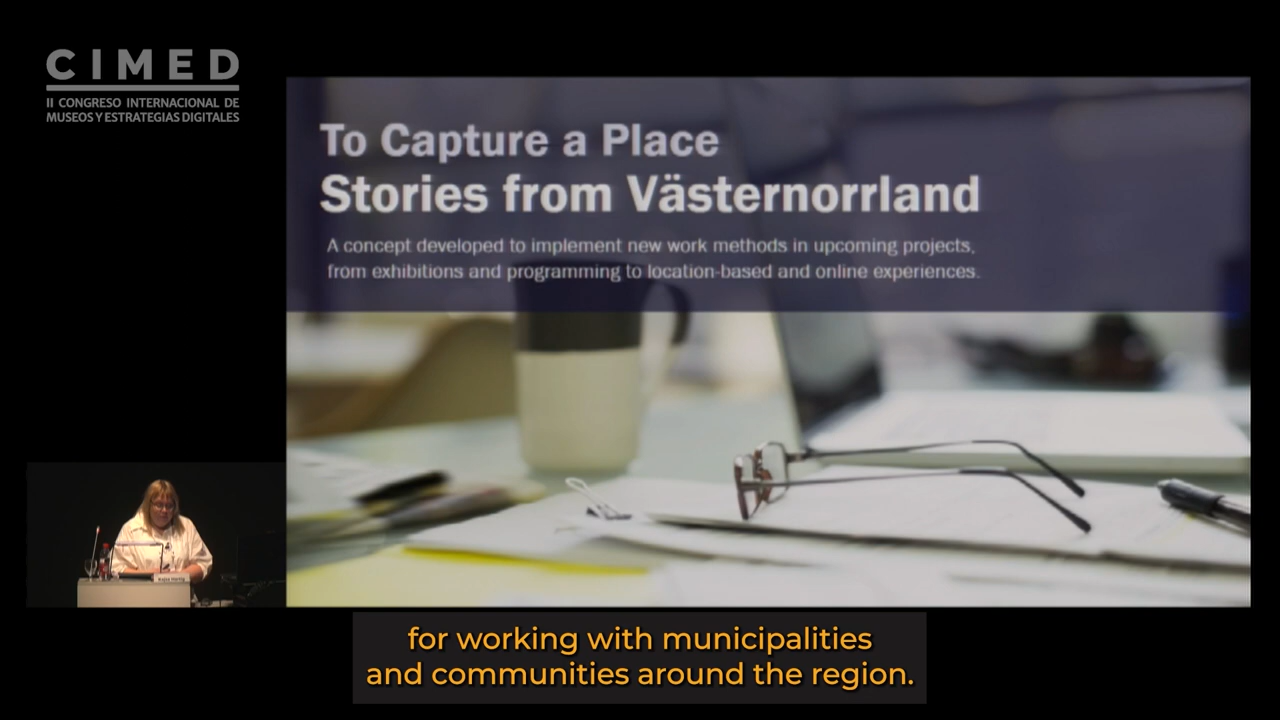 CIMED
II CONGRESO INTERNACIONAL DE
MUSEOS Y ESTRATEGIAS DIGITALES
To Capture a Place
Stories from Västernorrland
A concept developed to implement new work methods in upcoming projects,
from exhibitions and programming to location-based and online experiences.
for working with municipalities
and communities around the region.